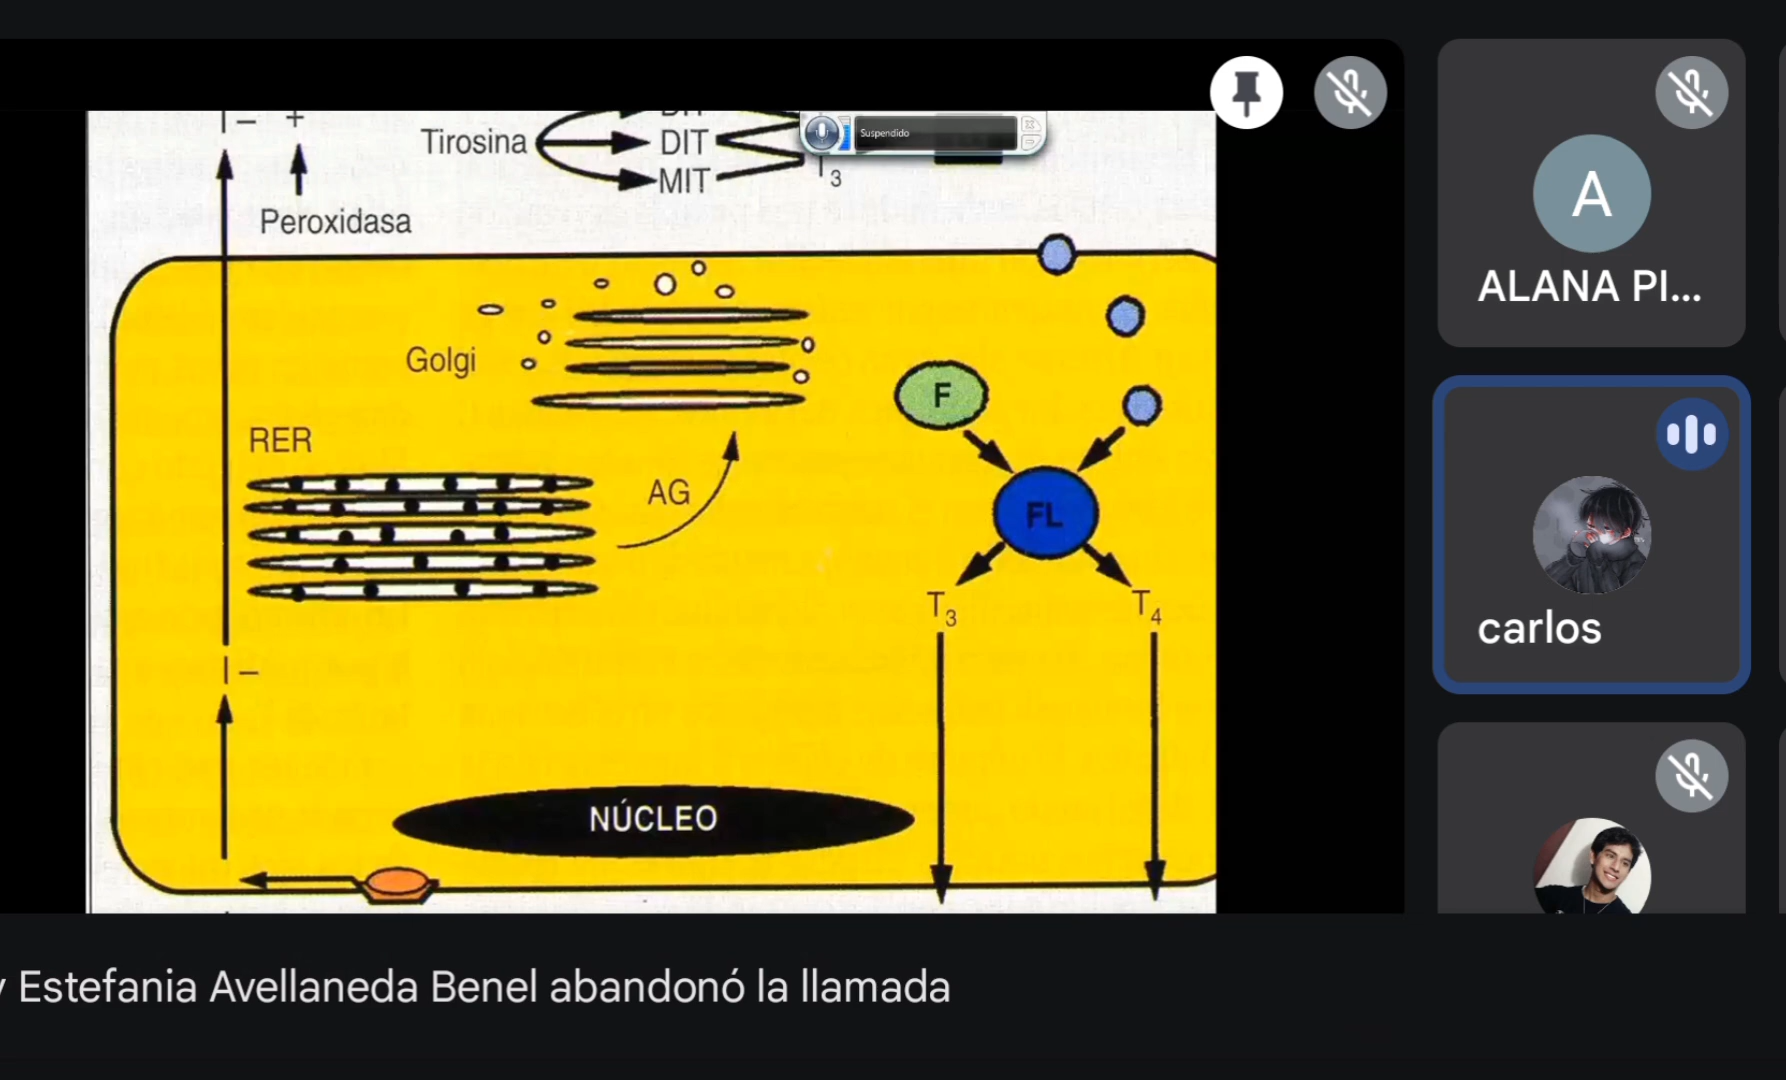 I– +
Tirosina
DIT
MIT
T3
Suspendido
Peroxidasa
Golgi
F
RER
AG
FL
T3
T4
I–
NÚCLEO
A
ALANA PI...
carlos
y Estefania Avellaneda Benel abandonó la llamada